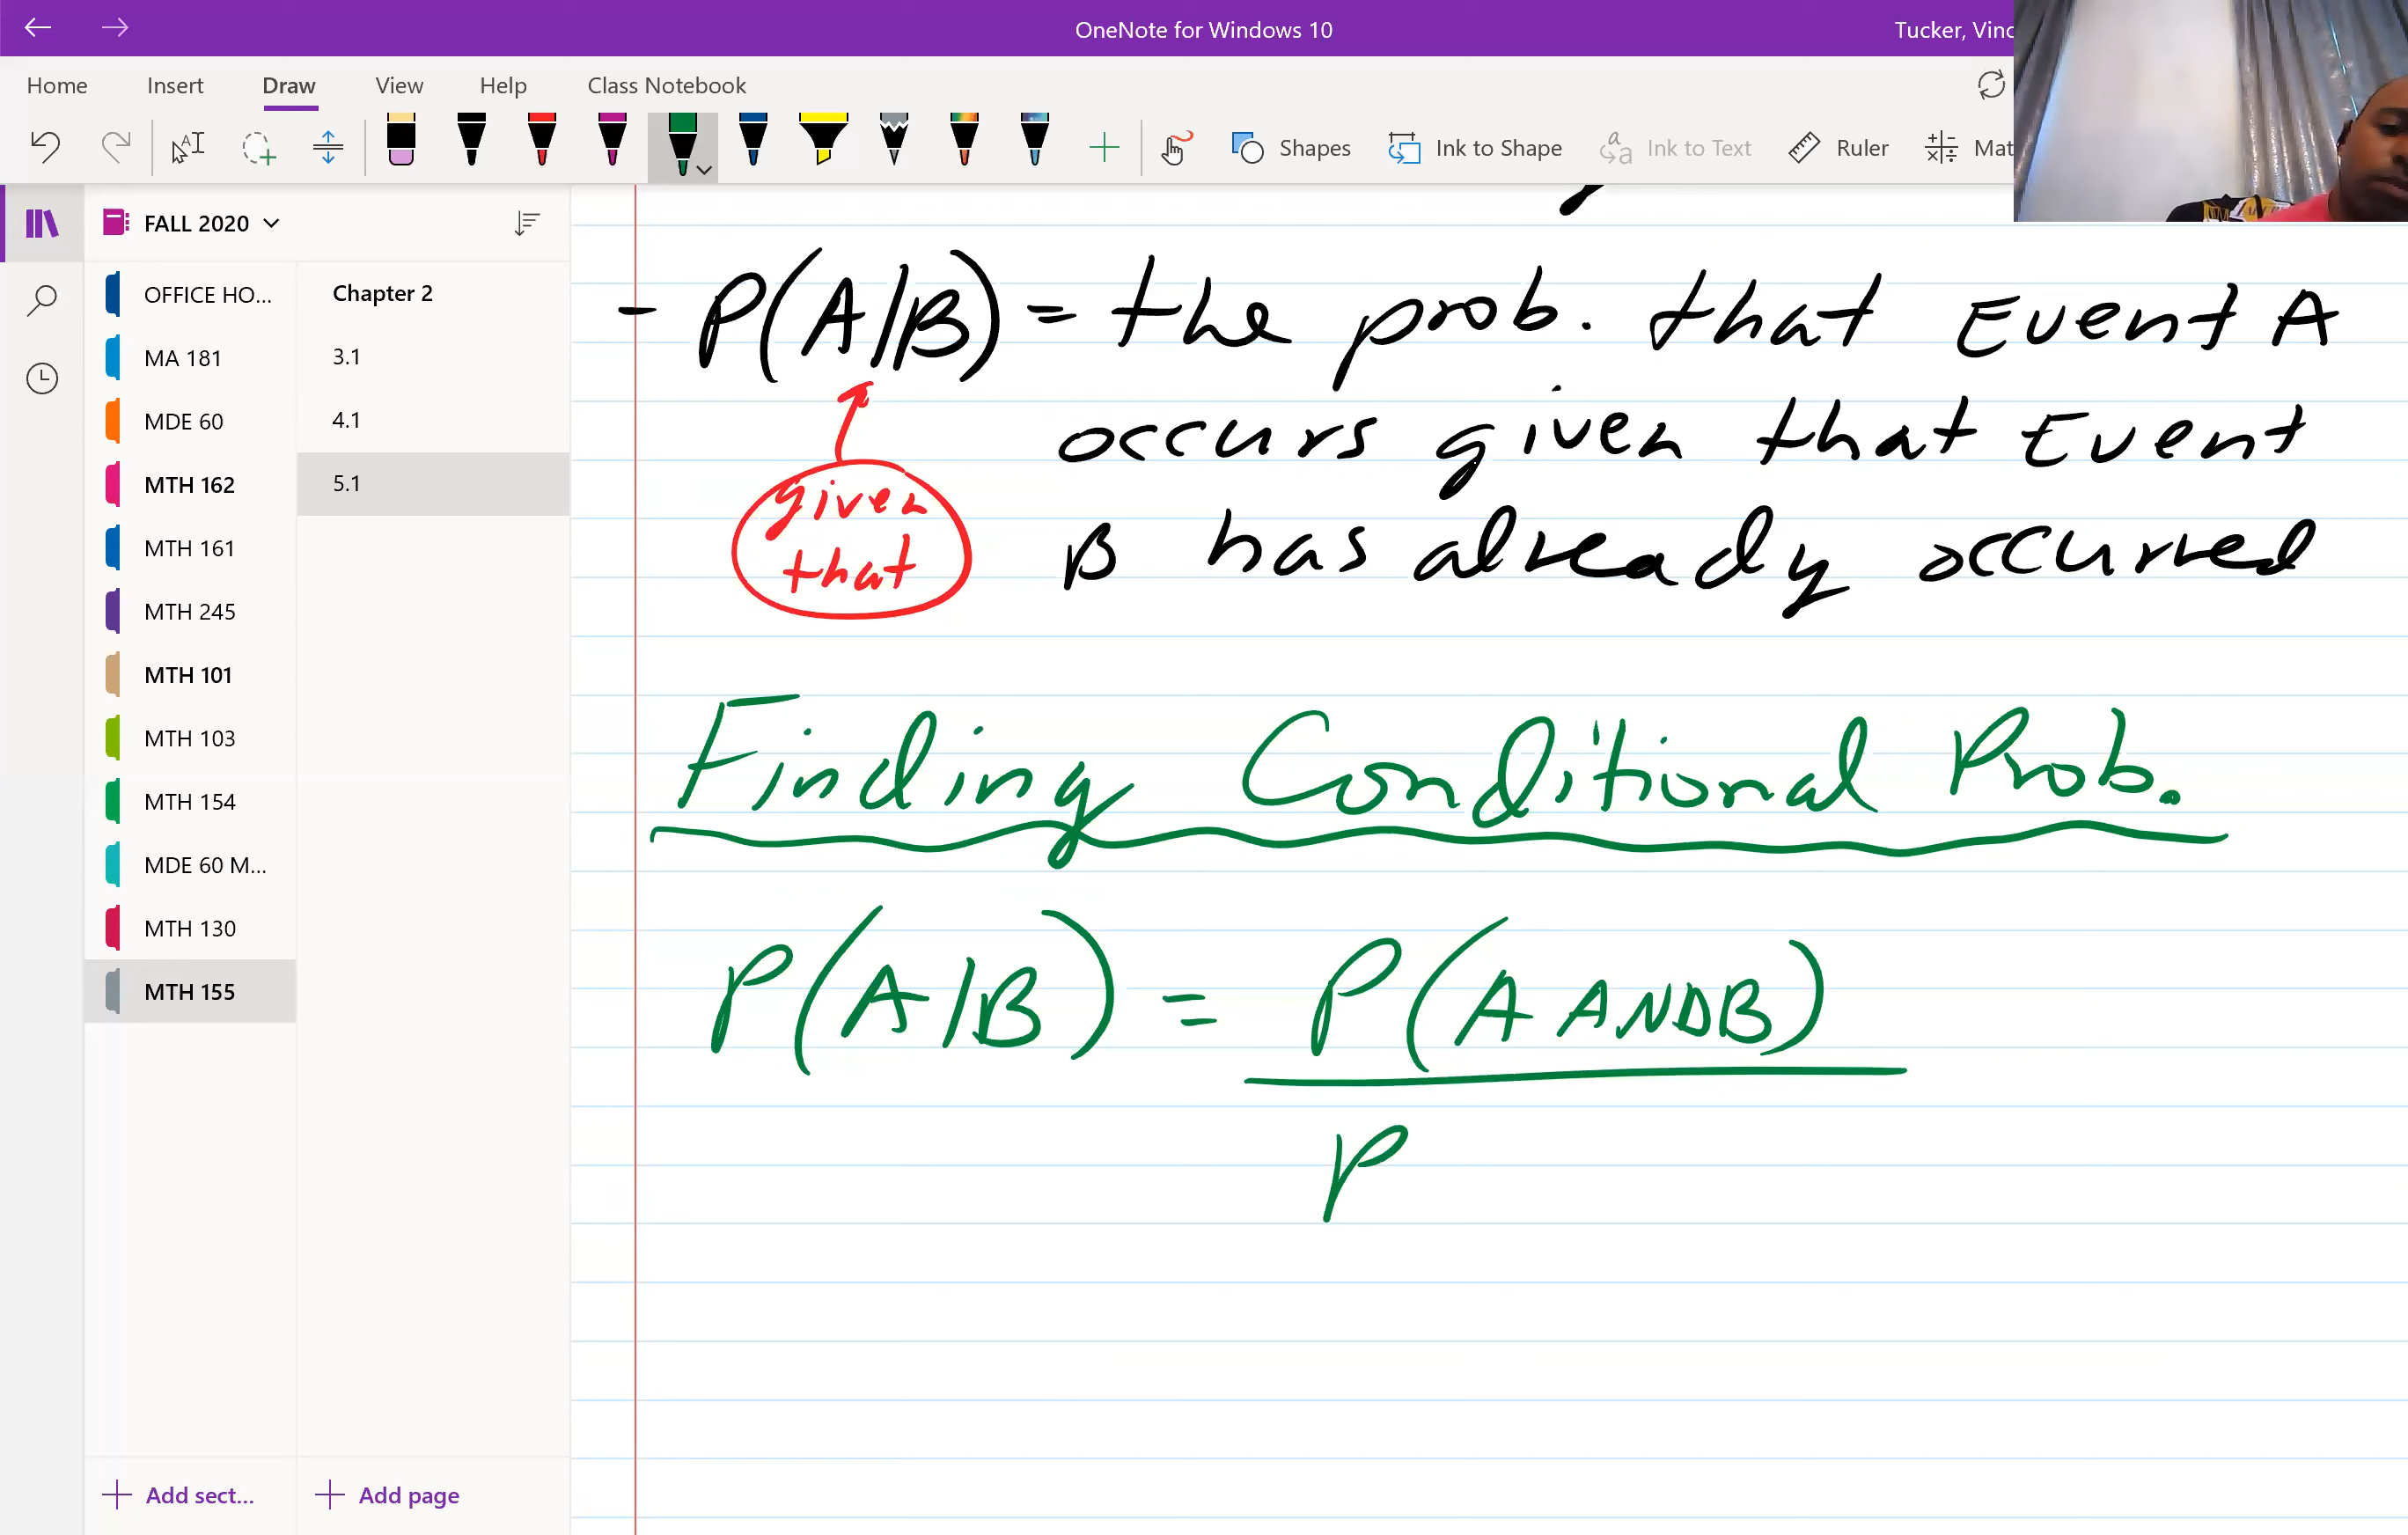 OneNote for Windows 10
Tucker, Vinc
Home Insert Draw View Help Class Notebook
Shapes Ink to Shape Ink to Text Ruler Mat
FALL 2020
OFFICE HO...
MA 181
MDE 60
MTH 162
MTH 161
MTH 245
MTH 101
MTH 103
MTH 154
MDE 60 M...
MTH 130
MTH 155
Add sect...
Chapter 2
3.1
4.1
5.1
Add page
- P(A|B) = the prob. that Event A
occurs given that Event
B has already occurred
given
that
Finding Conditional Prob.
P(A|B) = P(A AND B)
P